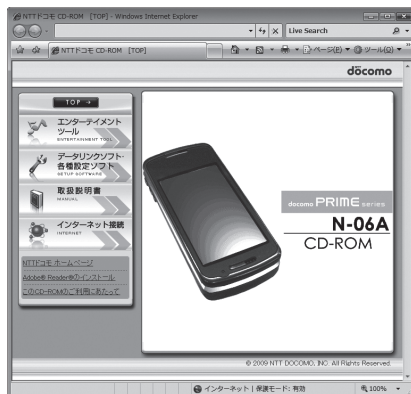 NTTドコモ CD-ROM [TOP] - Windows Internet Explorer
Live Search
NTTドコモ CD-ROM [TOP]
ページ(P)
ツール(O)
döcomo
TOP →
エンターテイメント
ツール
ENTERTAINMENT TOOL
データリンクソフト・
各種設定ソフト
SETUP SOFTWARE
取扱説明書
MANUAL
インターネット接続
INTERNET
NTTドコモ ホームページ
Adobe® Reader®のインストール
このCD-ROMのご利用にあたって
docomo PRIME series
N-06A
CD-ROM
© 2009 NTT DOCOMO, INC. All Rights Reserved.
インターネット | 保護モード: 有効
100%